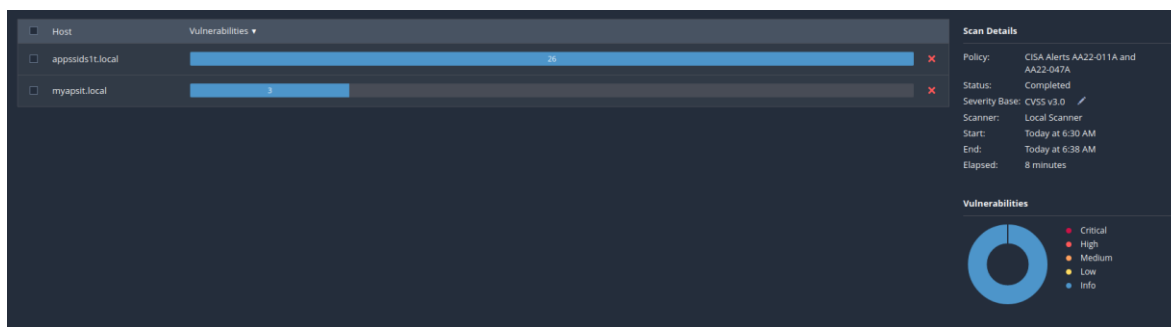 Host Vulnerabilities ▾
appssids1t.local 26
myapsit.local 3
Scan Details
Policy: CISA Alerts AA22-011A and
AA22-047A
Status: Completed
Severity Base: CVSS v3.0
Scanner: Local Scanner
Start: Today at 6:30 AM
End: Today at 6:38 AM
Elapsed: 8 minutes
Vulnerabilities
Critical
High
Medium
Low
Info